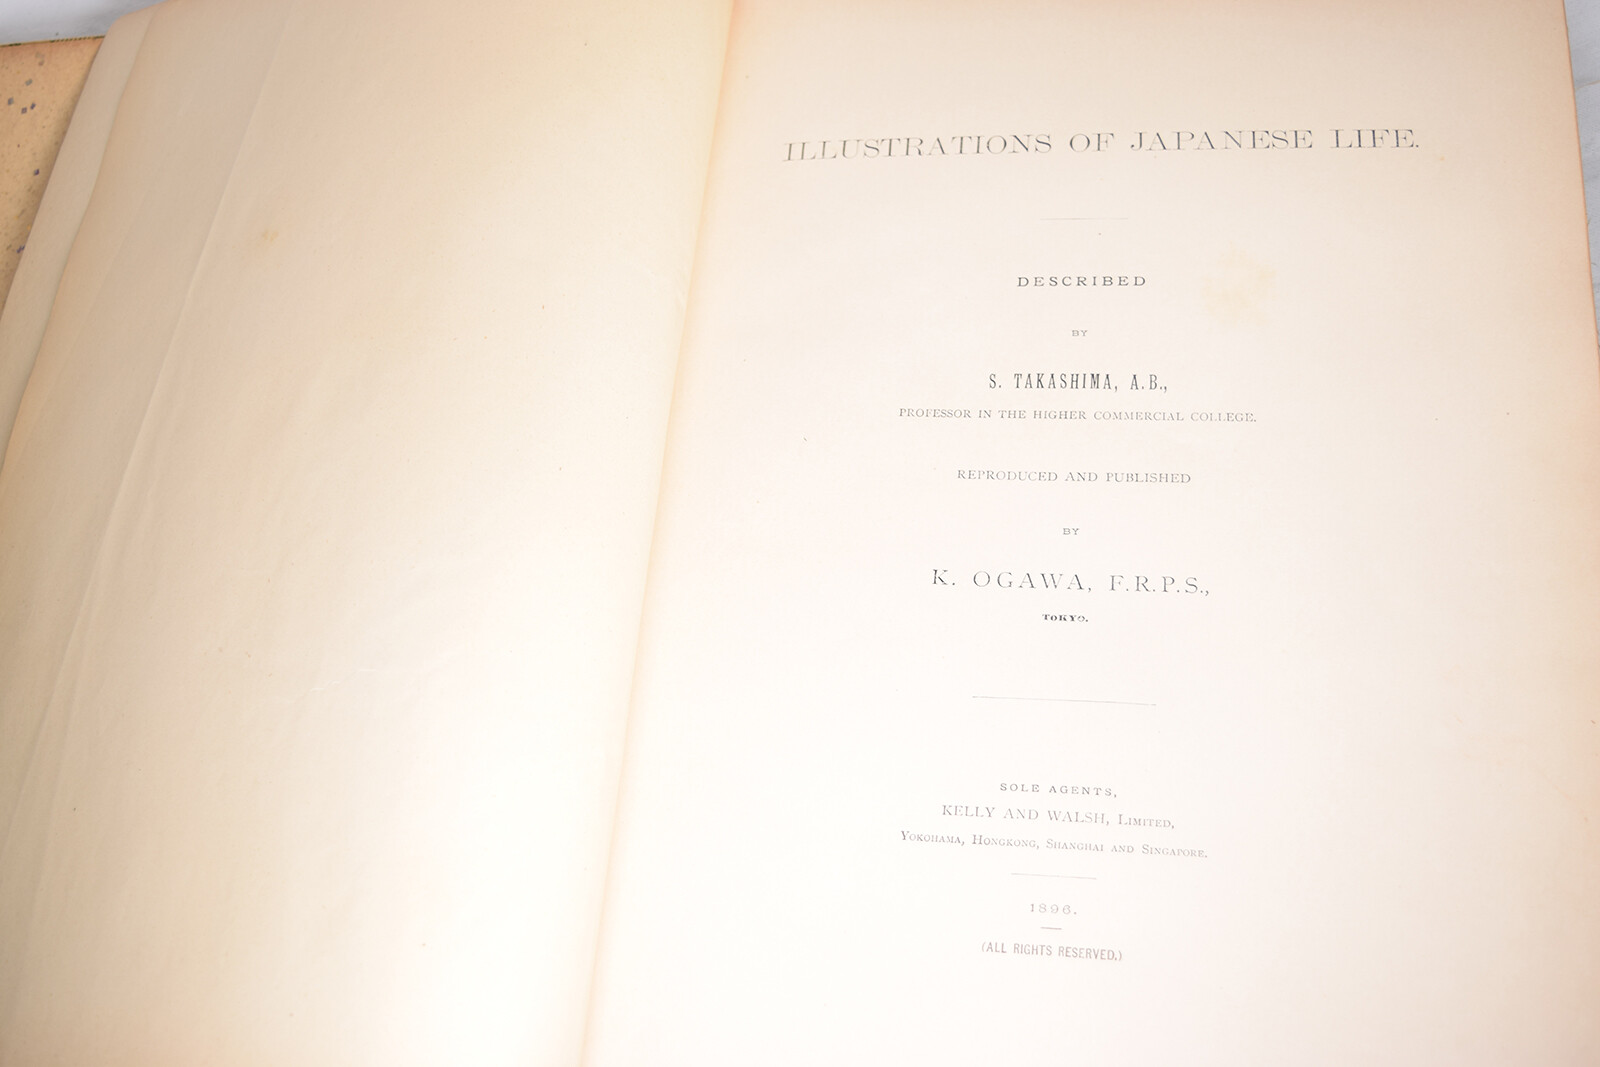 ILLUSTRATIONS OF JAPANESE LIFE.
DESCRIBED
BY
S. TAKASHIMA, A.B.,
PROFESSOR IN THE HIGHER COMMERCIAL COLLEGE.
REPRODUCED AND PUBLISHED
BY
K. OGAWA, F.R.P.S.,
TOKYO.
SOLE AGENTS,
KELLY AND WALSH, LIMITED,
YOKOHAMA, HONGKONG, SHANGHAI AND SINGAPORE.
1896.
(ALL RIGHTS RESERVED.)